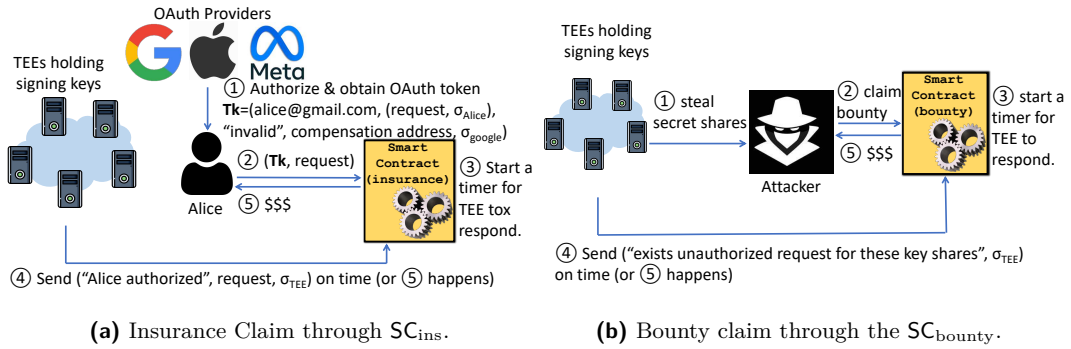 OAuth Providers
Meta
TEEs holding
signing keys
① Authorize & obtain OAuth token
Tk=(alice@gmail.com, (request, σAlice),
“invalid”, compensation address, σgoogle)
② (Tk, request)
⑤ $$$
Alice
Smart
Contract
(insurance)
③ Start a
timer for
TEE tox
respond.
④ Send (“Alice authorized”, request, σTEE) on time (or ⑤ happens)
(a) Insurance Claim through SCins.
TEEs holding
signing keys
① steal
secret shares
Attacker
② claim
bounty
⑤ $$$
Smart
Contract
(bounty)
③ start a
timer for
TEE to
respond.
④ Send (“exists unauthorized request for these key shares”, σTEE)
on time (or ⑤ happens)
(b) Bounty claim through the SCbounty.